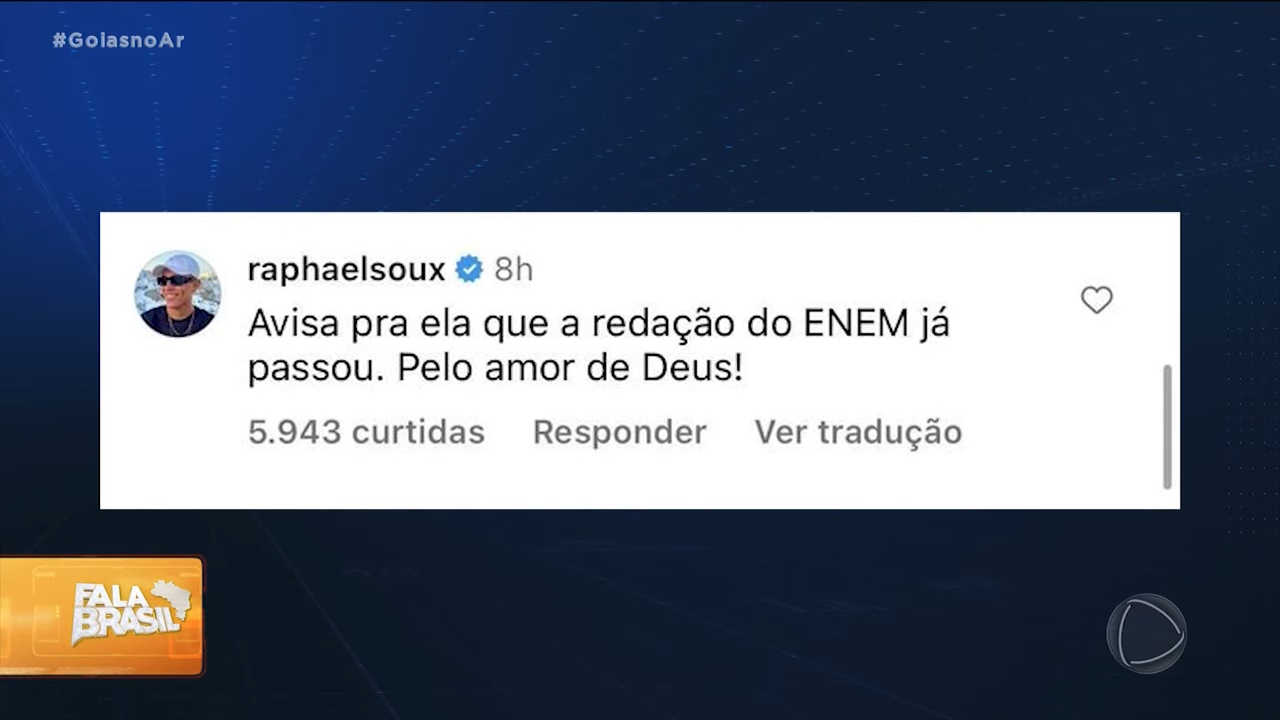 #GoiasnoAr
raphaelsoux 8h
Avisa pra ela que a redação do ENEM já
passou. Pelo amor de Deus!
5.943 curtidas Responder Ver tradução
FALA
BRASIL